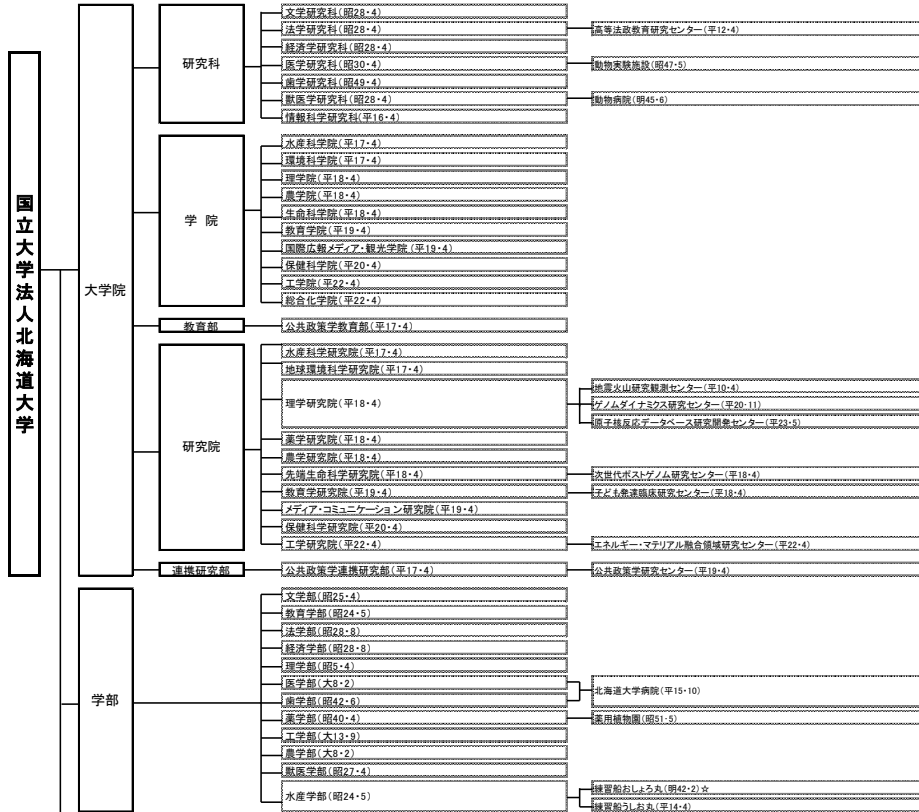 国立大学法人北海道大学
大学院
研究科
文学研究科(昭28・4)
法学研究科(昭28・4)
高等法政教育研究センター(平12・4)
経済学研究科(昭28・4)
医学研究科(昭30・4)
動物実験施設(昭47・5)
歯学研究科(昭49・4)
獣医学研究科(昭28・4)
動物病院(明45・6)
情報科学研究科(平16・4)
学 院
水産科学院(平17・4)
環境科学院(平17・4)
理学院(平18・4)
農学院(平18・4)
生命科学院(平18・4)
教育学院(平19・4)
国際広報メディア・観光学院(平19・4)
保健科学院(平20・4)
工学院(平22・4)
総合化学院(平22・4)
教育部
公共政策学教育部(平17・4)
研究院
水産科学研究院(平17・4)
地球環境科学研究院(平17・4)
理学研究院(平18・4)
地震火山研究観測センター(平10・4)
ゲノムダイナミクス研究センター(平20・11)
原子核反応データベース研究開発センター(平23・5)
薬学研究院(平18・4)
農学研究院(平18・4)
先端生命科学研究院(平18・4)
次世代ポストゲノム研究センター(平18・4)
教育学研究院(平19・4)
子ども発達臨床研究センター(平18・4)
メディア・コミュニケーション研究院(平19・4)
保健科学研究院(平20・4)
工学研究院(平22・4)
エネルギー・マテリアル融合領域研究センター(平22・4)
連携研究部
公共政策学連携研究部(平17・4)
公共政策学研究センター(平19・4)
学部
文学部(昭25・4)
教育学部(昭24・5)
法学部(昭28・8)
経済学部(昭28・8)
理学部(昭5・4)
医学部(大8・2)
北海道大学病院(平15・10)
歯学部(昭42・6)
薬学部(昭40・4)
薬用植物園(昭51・5)
工学部(大13・9)
農学部(大8・2)
獣医学部(昭27・4)
水産学部(昭24・5)
練習船おしょろ丸(明42・2)☆
練習船うしお丸(平14・4)